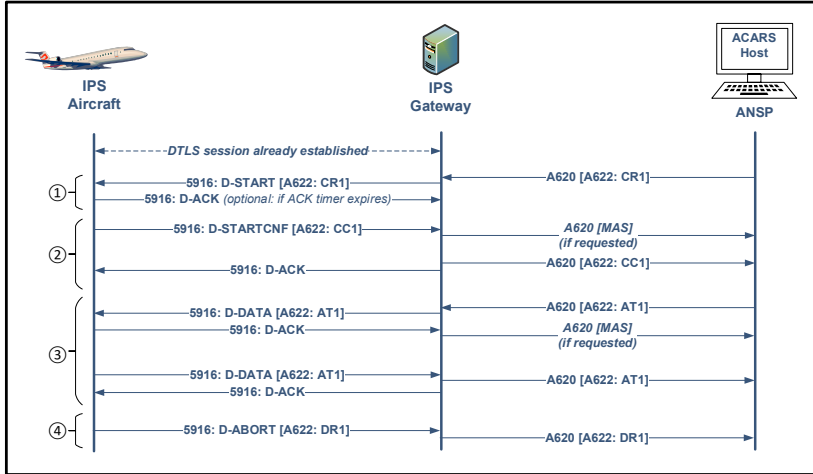 ACARS
Host
IPS
Aircraft
IPS
Gateway
ANSP
DTLS session already established
A620 [A622: CR1]
① 5916: D-START [A622: CR1]
5916: D-ACK (optional: if ACK timer expires)
② 5916: D-STARTCNF [A622: CC1]
A620 [MAS]
(if requested)
A620 [A622: CC1]
5916: D-ACK
A620 [A622: AT1]
③ 5916: D-DATA [A622: AT1]
5916: D-ACK
A620 [MAS]
(if requested)
5916: D-DATA [A622: AT1]
A620 [A622: AT1]
5916: D-ACK
④ 5916: D-ABORT [A622: DR1]
A620 [A622: DR1]